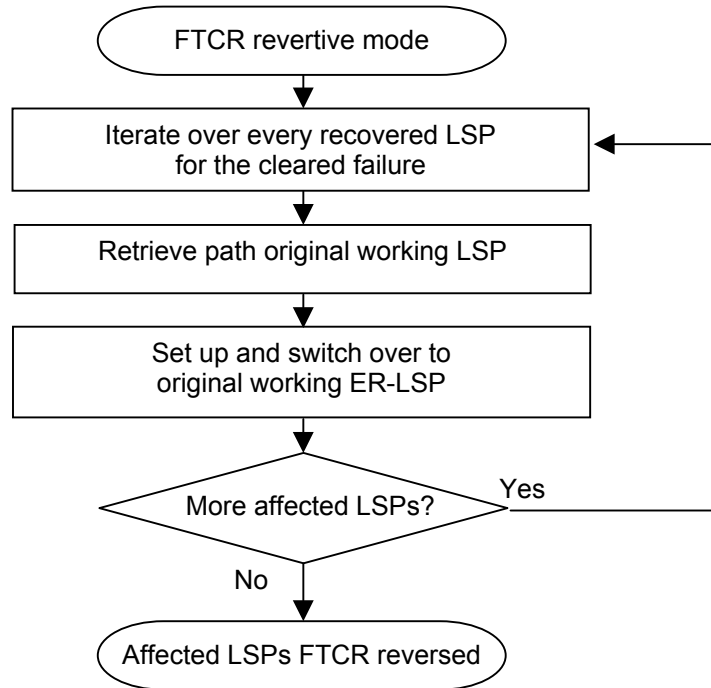 FTCR revertive mode
Iterate over every recovered LSP
for the cleared failure
Retrieve path original working LSP
Set up and switch over to
original working ER-LSP
More affected LSPs?
Yes
No
Affected LSPs FTCR reversed